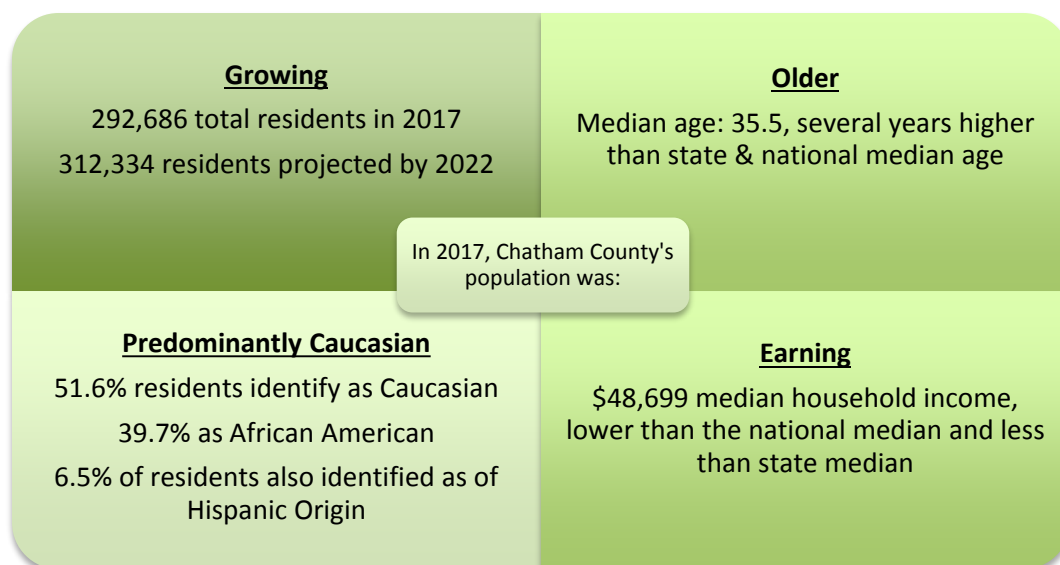 Growing
292,686 total residents in 2017
312,334 residents projected by 2022
Older
Median age: 35.5, several years higher
than state & national median age
In 2017, Chatham County's
population was:
Predominantly Caucasian
51.6% residents identify as Caucasian
39.7% as African American
6.5% of residents also identified as of
Hispanic Origin
Earning
$48,699 median household income,
lower than the national median and less
than state median